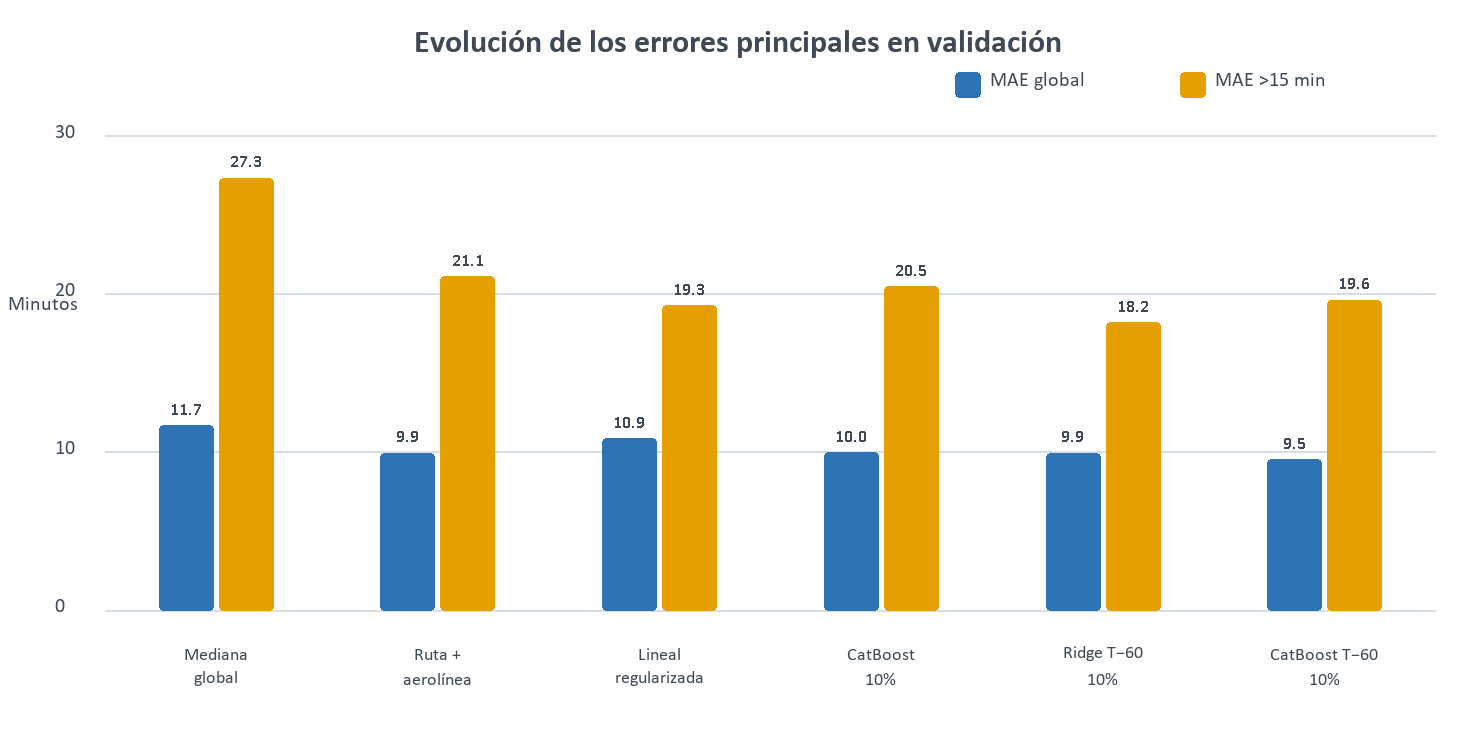 Evolución de los errores principales en validación
MAE global
MAE >15 min
30
27.3
21.1
20.5
20
19.3
19.6
18.2
Minutos
11.7
9.9
10.9
10.0
9.9
9.5
10
0
Mediana
global
Ruta +
aerolínea
Lineal
regularizada
CatBoost
10%
Ridge T−60
10%
CatBoost T−60
10%